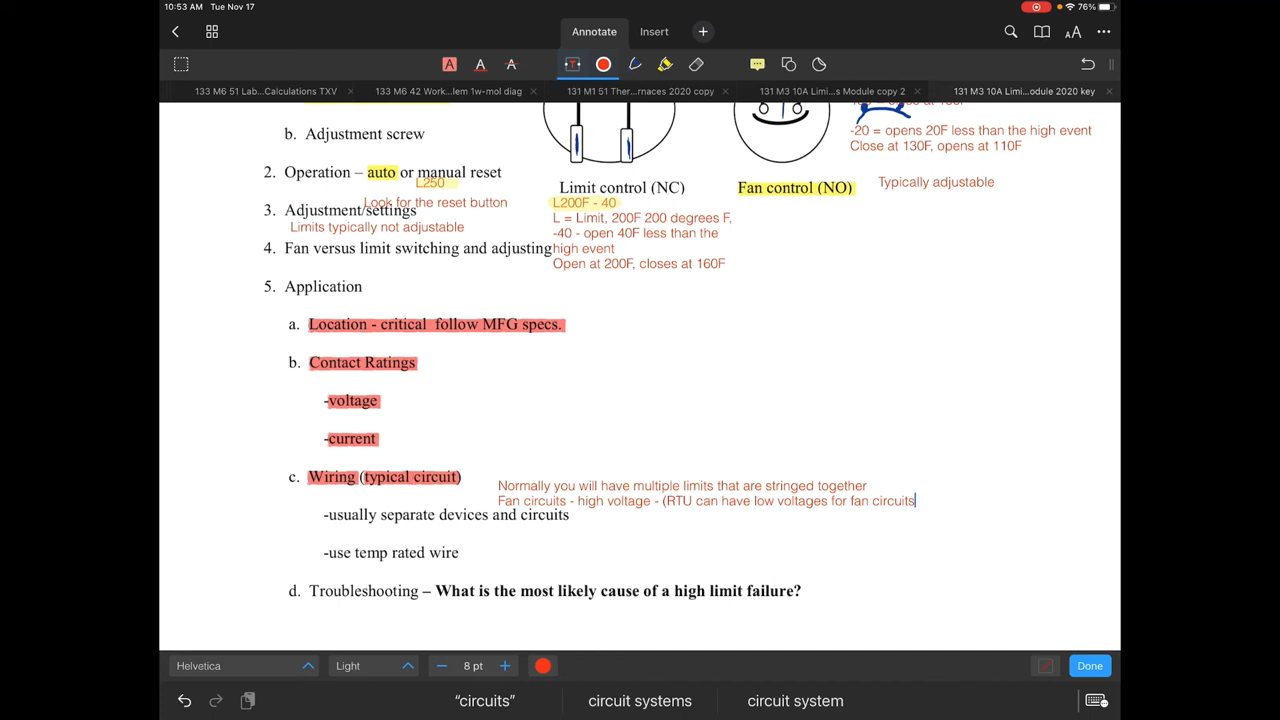 10:53 AM Tue Nov 17
76%
Annotate Insert
133 M6 51 Lab...Calculations TXV
133 M6 42 Work...lem 1w-mol diag
131 M1 51 Ther...rnaces 2020 copy
131 M3 10A Limi...s Module copy 2
131 M3 10A Limi...odule 2020 key
b. Adjustment screw
-20 = opens 20F less than the high event
Close at 130F, opens at 110F
2. Operation – auto or manual reset
L250
Look for the reset button
Limit control (NC)
Fan control (NO)
Typically adjustable
3. Adjustment/settings
Limits typically not adjustable
L200F - 40
L = Limit, 200F 200 degrees F,
-40 - open 40F less than the
high event
Open at 200F, closes at 160F
4. Fan versus limit switching and adjusting
5. Application
a. Location - critical follow MFG specs.
b. Contact Ratings
-voltage
-current
c. Wiring (typical circuit)
Normally you will have multiple limits that are stringed together
Fan circuits - high voltage - (RTU can have low voltages for fan circuits
-usually separate devices and circuits
-use temp rated wire
d. Troubleshooting – What is the most likely cause of a high limit failure?
Helvetica Light 8 pt Done
“circuits” circuit systems circuit system